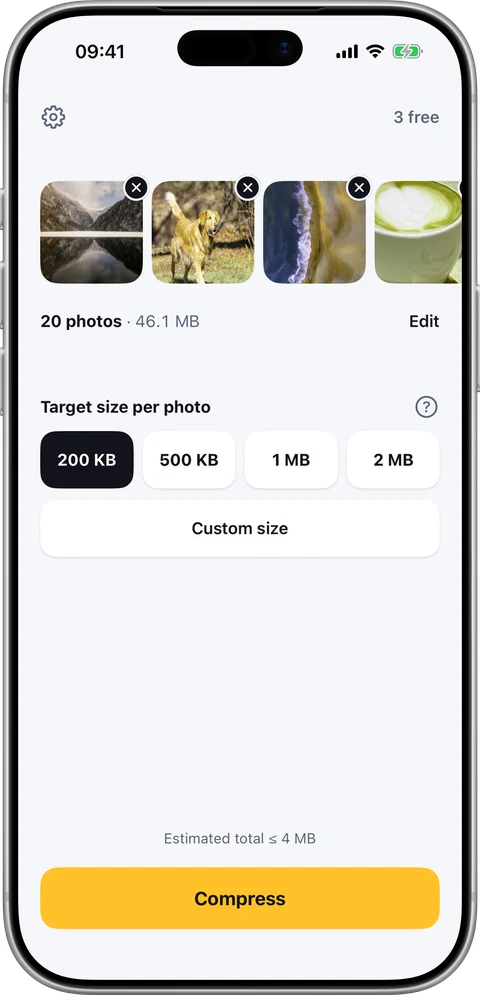 09:41
3 free
20 photos · 46.1 MB
Edit
Target size per photo
?
200 KB
500 KB
1 MB
2 MB
Custom size
Estimated total ≤ 4 MB
Compress